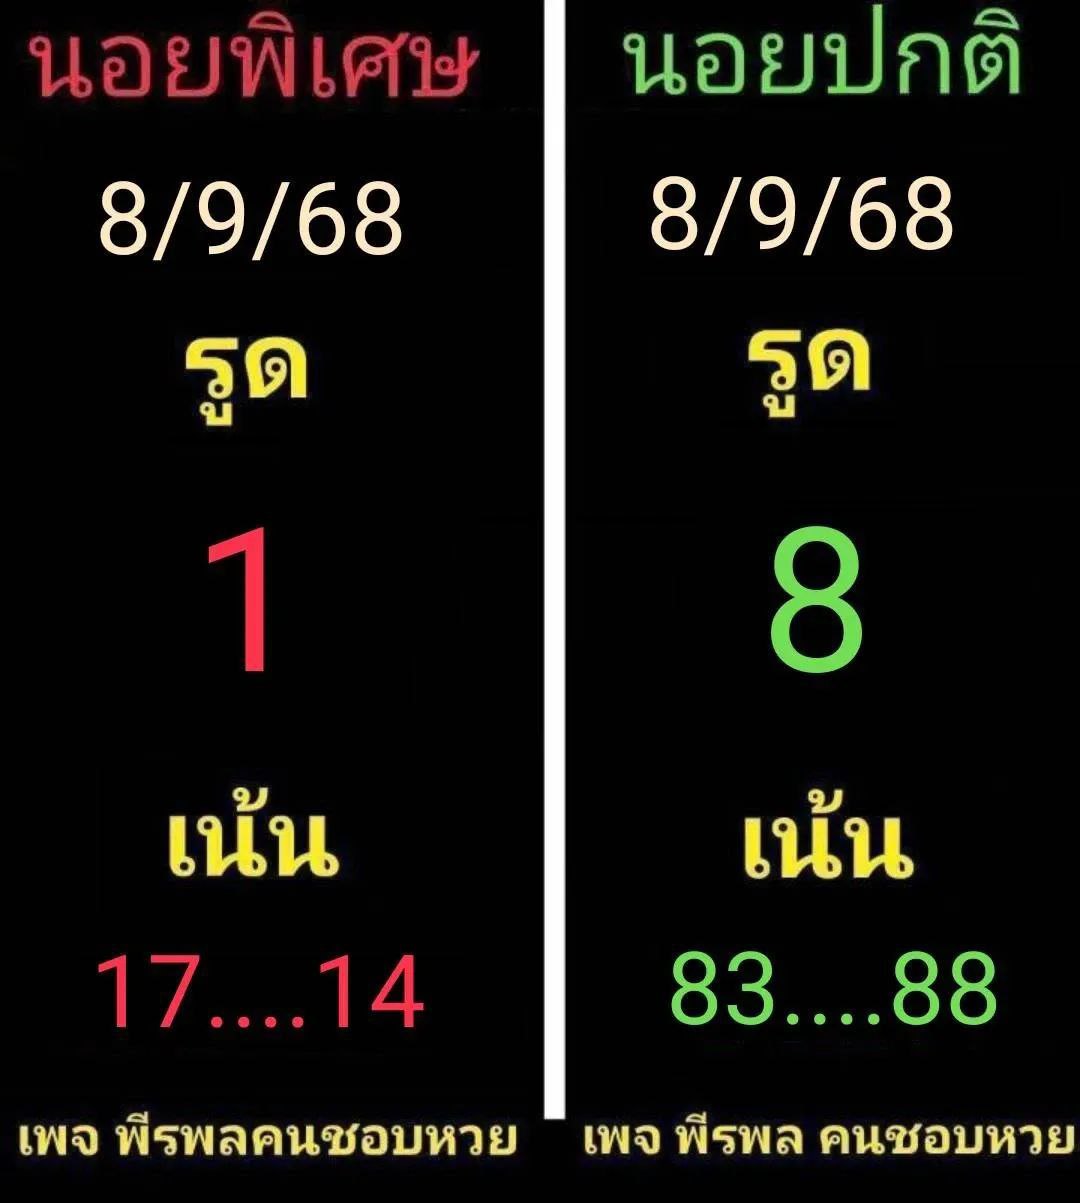 นอยพิเศษ
8/9/68
รูด
1
เน้น
17....14
เพจ พีรพลคนชอบหวย
นอยปกติ
8/9/68
รูด
8
เน้น
83....88
เพจ พีรพล คนชอบหวย